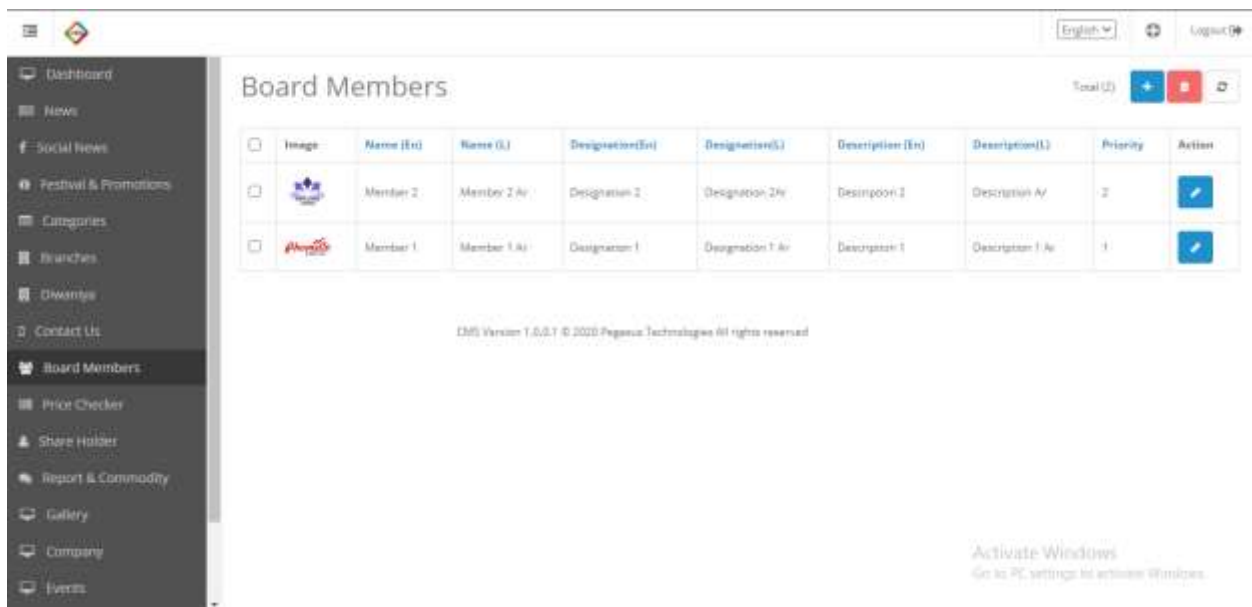 English
Logout
Dashboard
News
Social News
Festival & Promotions
Categories
Branches
Diwaniya
Contact Us
Board Members
Price Checker
Share Holder
Report & Commodity
Gallery
Company
Events
Board Members
Total (2)
Image Name (En) Name (L) Designation(En) Designation(L) Description (En) Description(L) Priority Action
Member 2 Member 2 Ar Designation 2 Designation 2Ar Description 2 Description Ar 2
Member 1 Member 1 Ar Designation 1 Designation 1 Ar Description 1 Description 1 Ar 1
CMS Version 1.0.0.1 © 2020 Pegasus Technologies All rights reserved
Activate Windows
Go to PC settings to activate Windows.